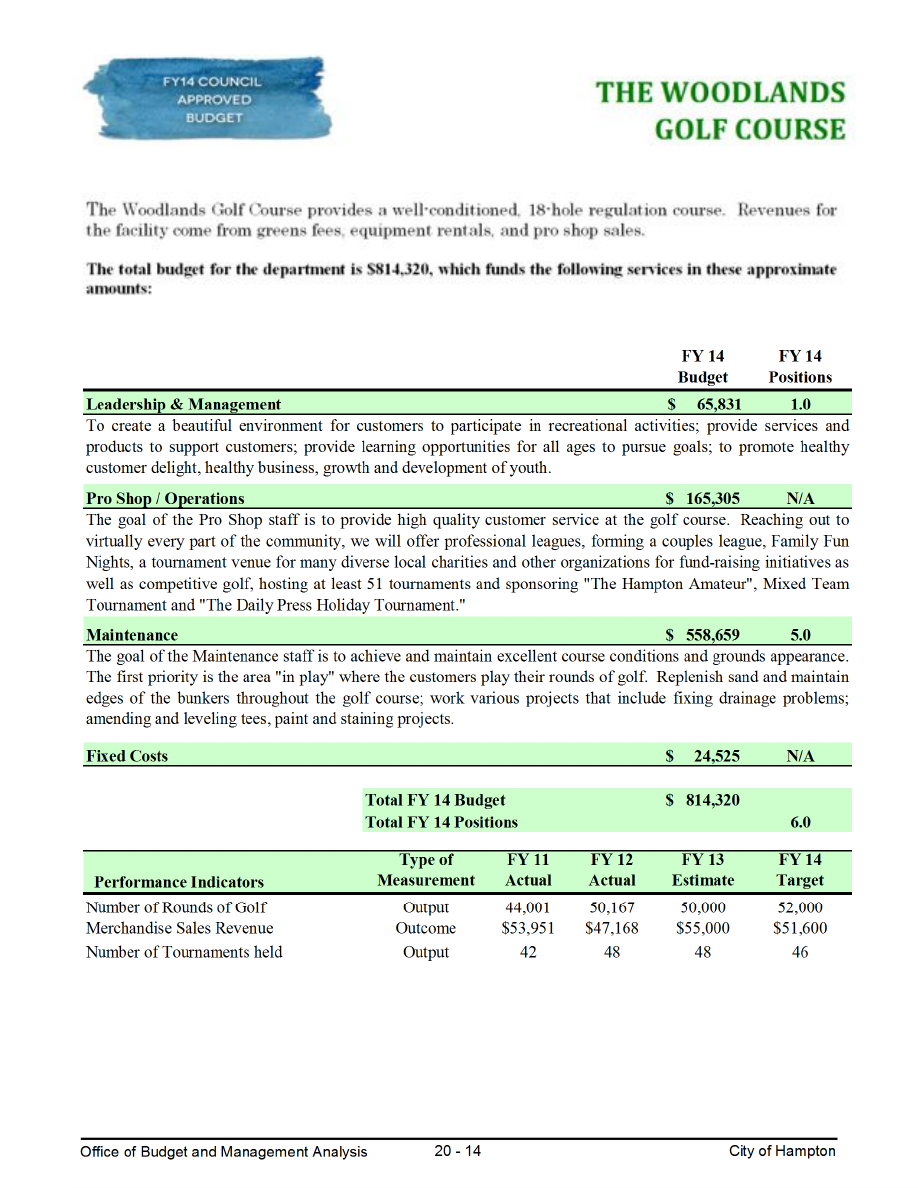 FY14 COUNCIL
APPROVED
BUDGET
THE WOODLANDS
GOLF COURSE
The Woodlands Golf Course provides a well-conditioned, 18-hole regulation course. Revenues for
the facility come from greens fees, equipment rentals, and pro shop sales.
The total budget for the department is $814,320, which funds the following services in these approximate
amounts:
FY 14 FY 14
Budget Positions
Leadership & Management $ 65,831 1.0
To create a beautiful environment for customers to participate in recreational activities; provide services and
products to support customers; provide learning opportunities for all ages to pursue goals; to promote healthy
customer delight, healthy business, growth and development of youth.
Pro Shop / Operations $ 165,305 N/A
The goal of the Pro Shop staff is to provide high quality customer service at the golf course. Reaching out to
virtually every part of the community, we will offer professional leagues, forming a couples league, Family Fun
Nights, a tournament venue for many diverse local charities and other organizations for fund-raising initiatives as
well as competitive golf, hosting at least 51 tournaments and sponsoring "The Hampton Amateur", Mixed Team
Tournament and "The Daily Press Holiday Tournament."
Maintenance $ 558,659 5.0
The goal of the Maintenance staff is to achieve and maintain excellent course conditions and grounds appearance.
The first priority is the area "in play" where the customers play their rounds of golf. Replenish sand and maintain
edges of the bunkers throughout the golf course; work various projects that include fixing drainage problems;
amending and leveling tees, paint and staining projects.
Fixed Costs $ 24,525 N/A
Total FY 14 Budget $ 814,320
Total FY 14 Positions 6.0
Type of FY 11 FY 12 FY 13 FY 14
Performance Indicators Measurement Actual Actual Estimate Target
Number of Rounds of Golf Output 44,001 50,167 50,000 52,000
Merchandise Sales Revenue Outcome $53,951 $47,168 $55,000 $51,600
Number of Tournaments held Output 42 48 48 46
Office of Budget and Management Analysis 20 - 14 City of Hampton